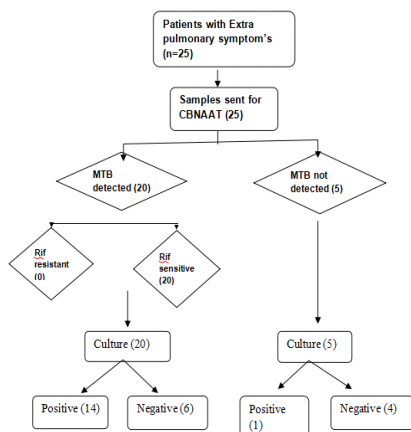 Patients with Extra
pulmonary symptom's
(n=25)
Samples sent for
CBNAAT (25)
MTB
detected (20)
MTB not
detected (5)
Rif
resistant
(0)
Rif
sensitive
(20)
Culture (20)
Culture (5)
Positive (14)
Negative (6)
Positive
(1)
Negative (4)